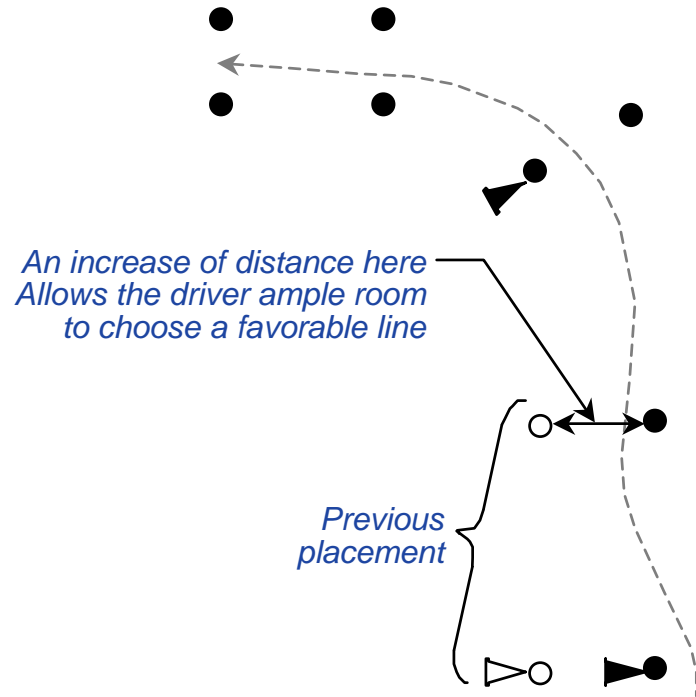 An increase of distance here
Allows the driver ample room
to choose a favorable line
Previous
placement